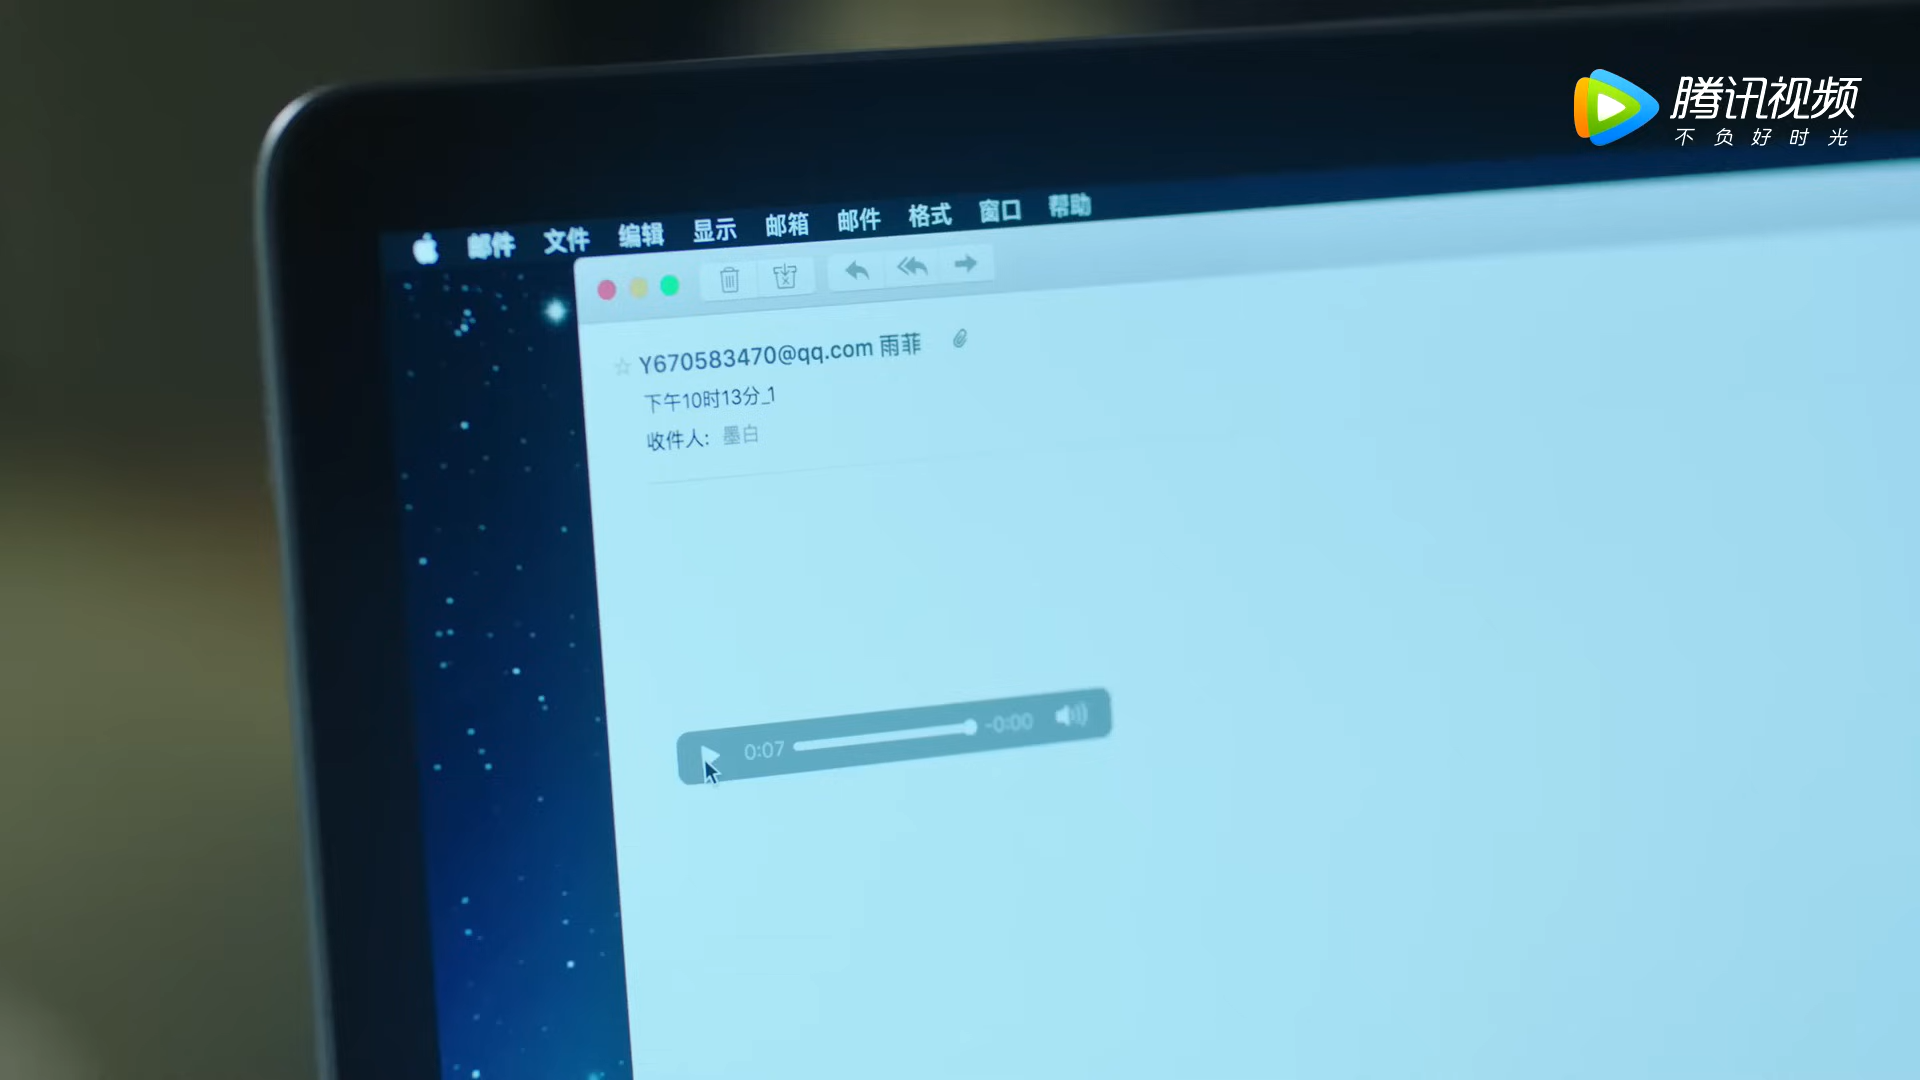 腾讯视频
不负好时光
邮件 文件 编辑 显示 邮箱 邮件 格式 窗口 帮助
Y670583470@qq.com 雨菲
下午10时13分_1
收件人: 墨白
0:07 -0:00